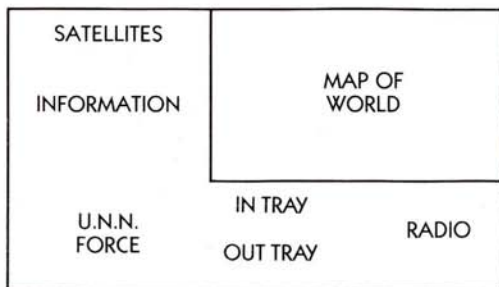 SATELLITES
INFORMATION
MAP OF
WORLD
U.N.N.
FORCE
IN TRAY
OUT TRAY
RADIO